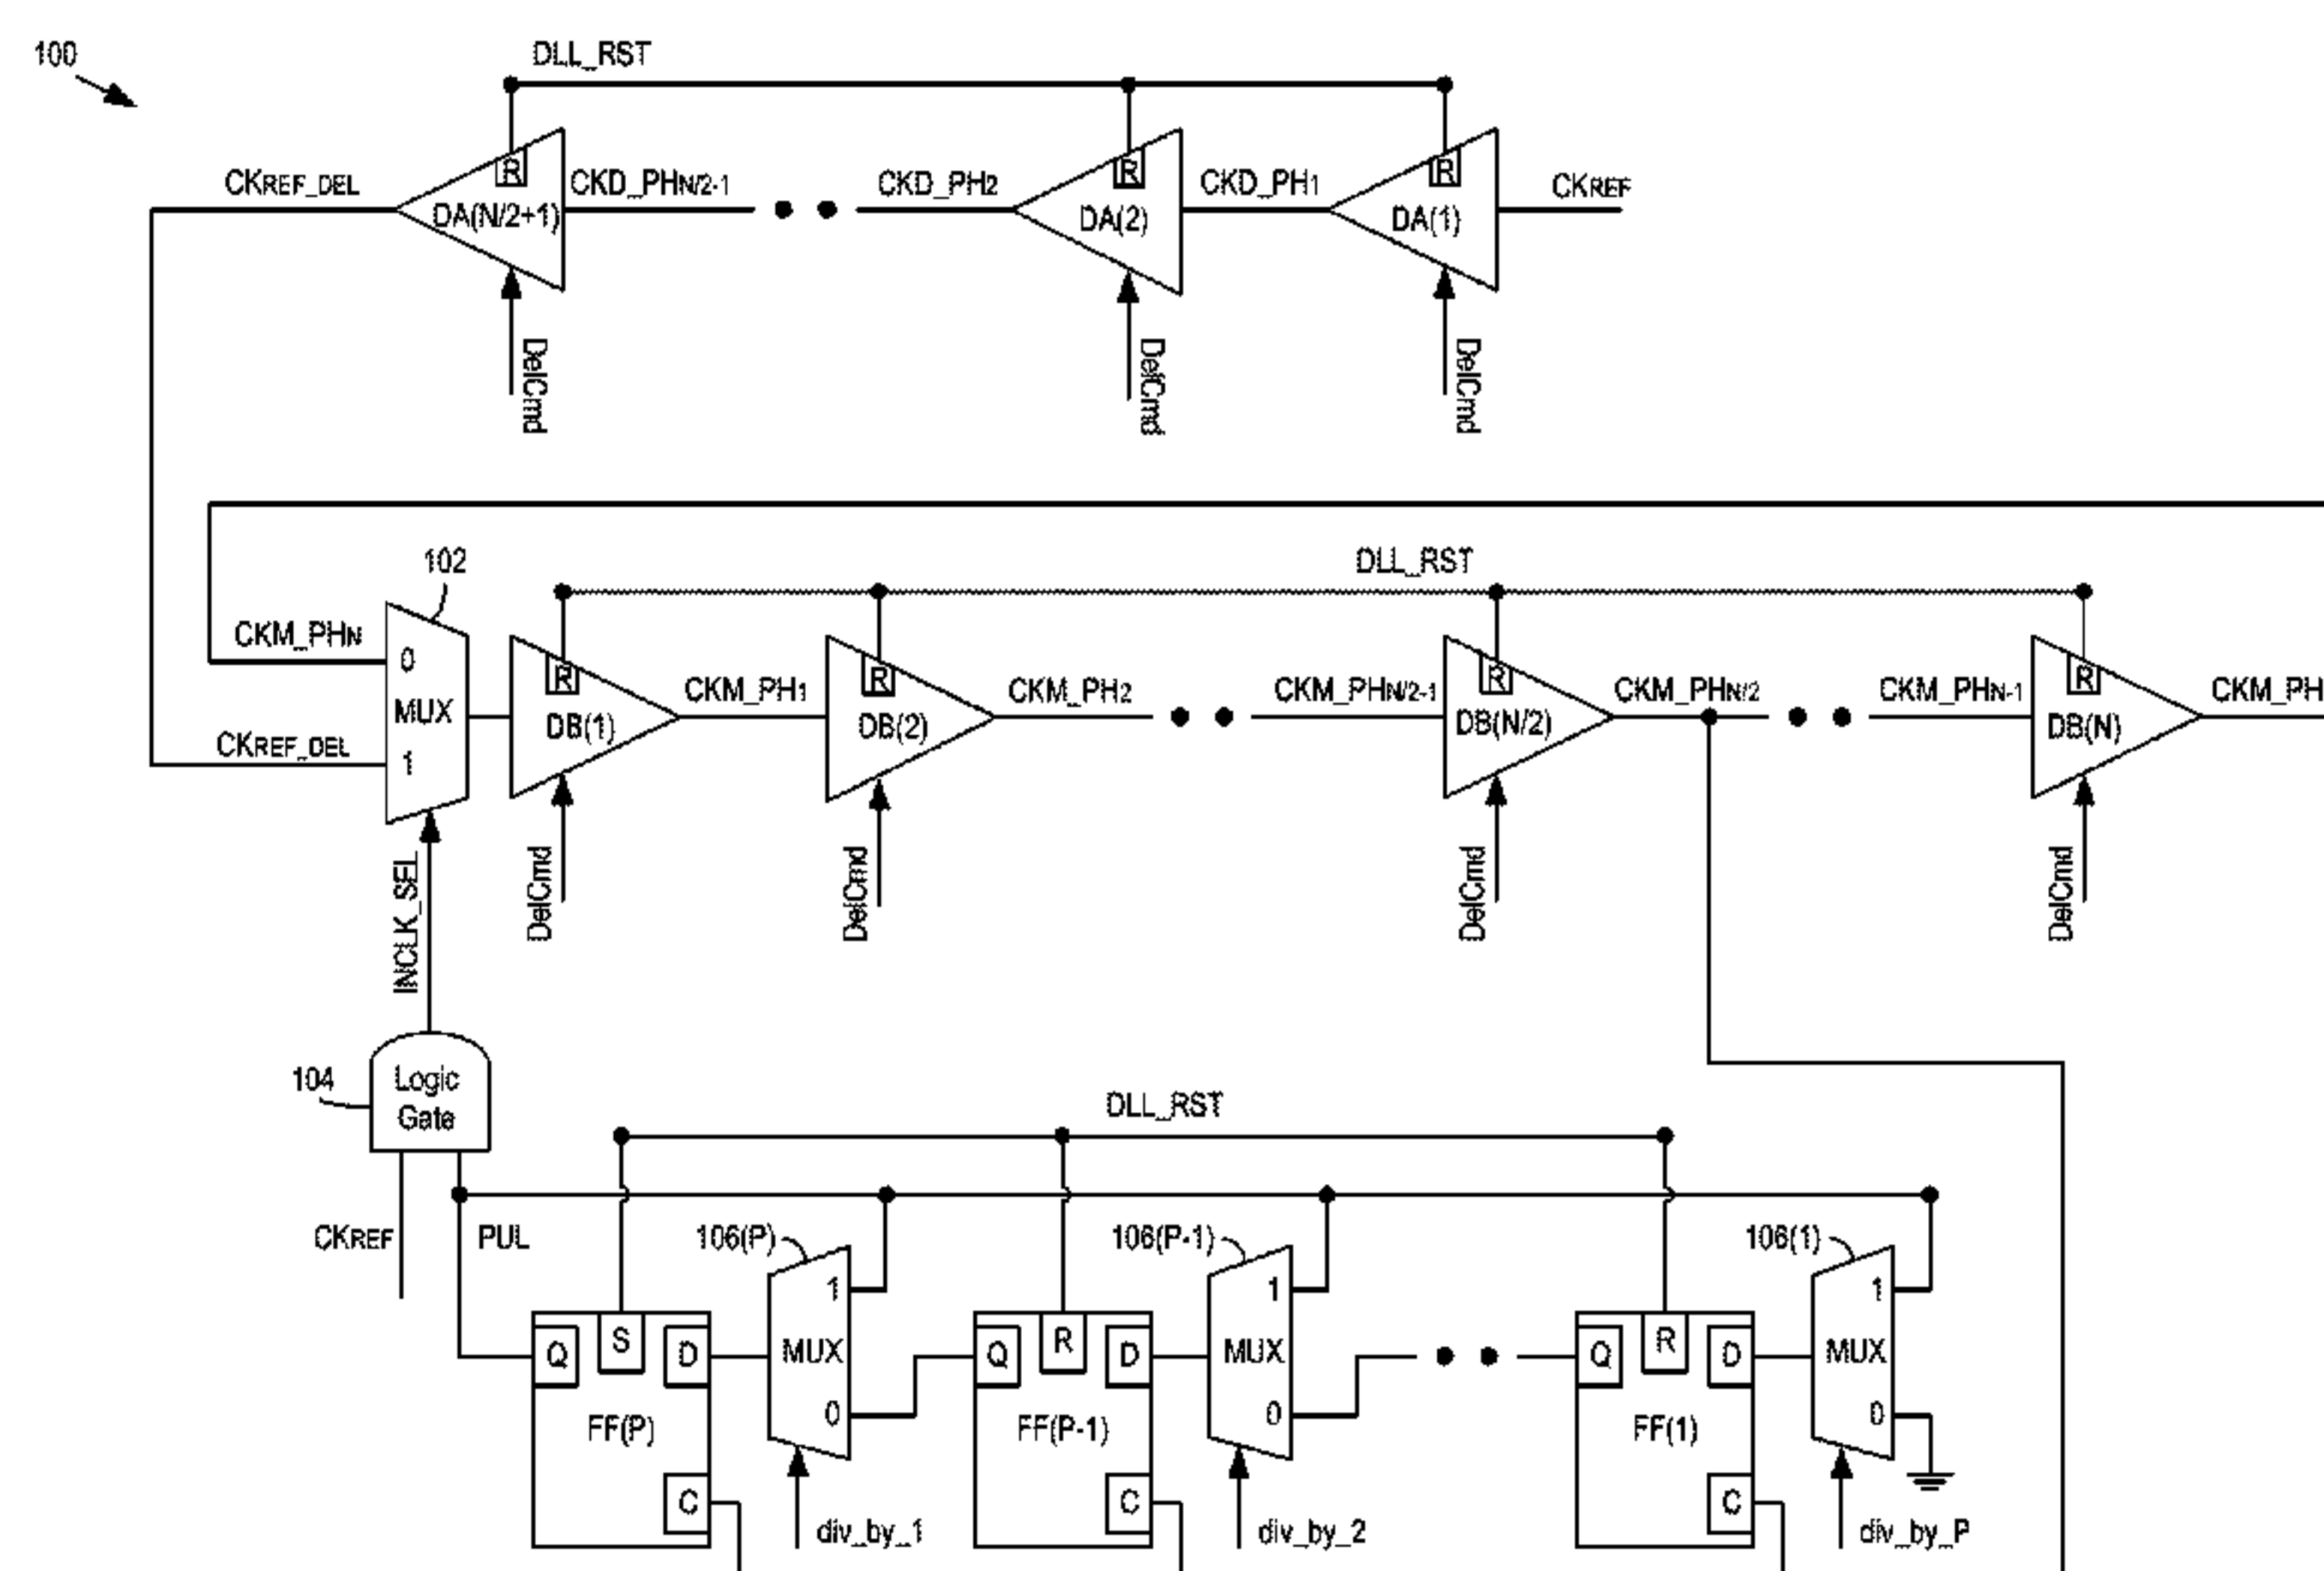 100
DLL_RST
R R R
CKREF_DEL DA(N/2+1) CKD_PHN/2-1 CKD_PH2 DA(2) CKD_PH1 DA(1) CKREF
DelCmd DelCmd DelCmd
102 DLL_RST
CKM_PHN 0
R R R R
MUX DB(1) CKM_PH1 DB(2) CKM_PH2 CKM_PHN/2-1 DB(N/2) CKM_PHN/2 CKM_PHN-1 DB(N) CKM_PH
CKREF_DEL 1
DelCmd DelCmd DelCmd DelCmd
INCLK_SEL
104 Logic
Gate
DLL_RST
CKREF PUL 106(P) 106(P-1) 106(1)
1 1 1
Q S D MUX Q R D MUX Q R D MUX
FF(P) 0 FF(P-1) 0 FF(1) 0
C C C
div_by_1 div_by_2 div_by_P